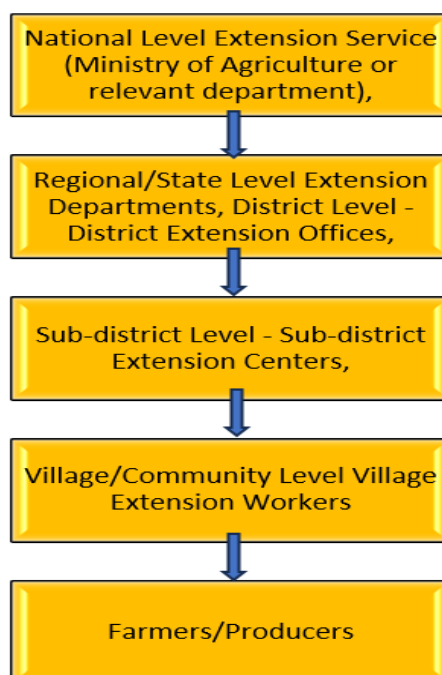 National Level Extension Service
(Ministry of Agriculture or
relevant department),
Regional/State Level Extension
Departments, District Level -
District Extension Offices,
Sub-district Level - Sub-district
Extension Centers,
Village/Community Level Village
Extension Workers
Farmers/Producers